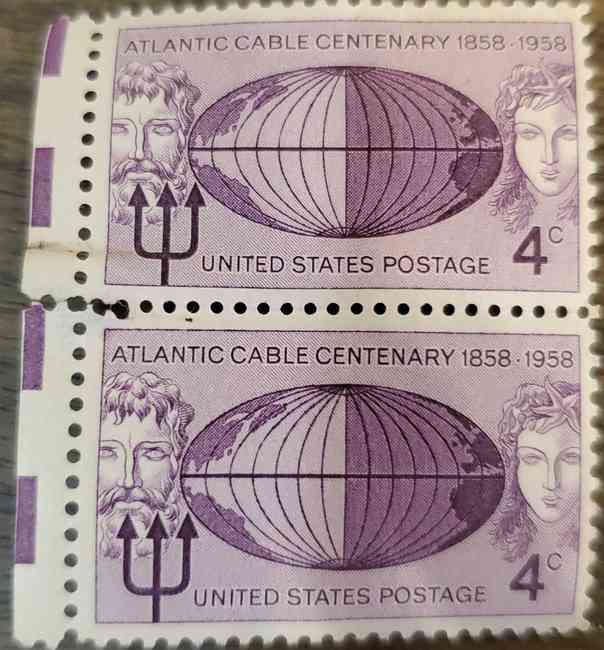 ATLANTIC CABLE CENTENARY 1858-1958
4c
UNITED STATES POSTAGE
ATLANTIC CABLE CENTENARY 1858-1958
4c
UNITED STATES POSTAGE